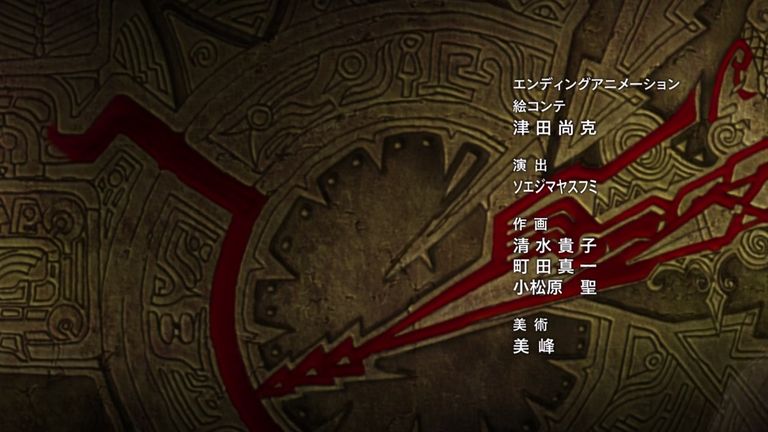 エンディングアニメーション
絵コンテ
津田尚克
演出
ソエジマヤスフミ
作画
清水貴子
町田真一
小松原 聖
美術
美峰